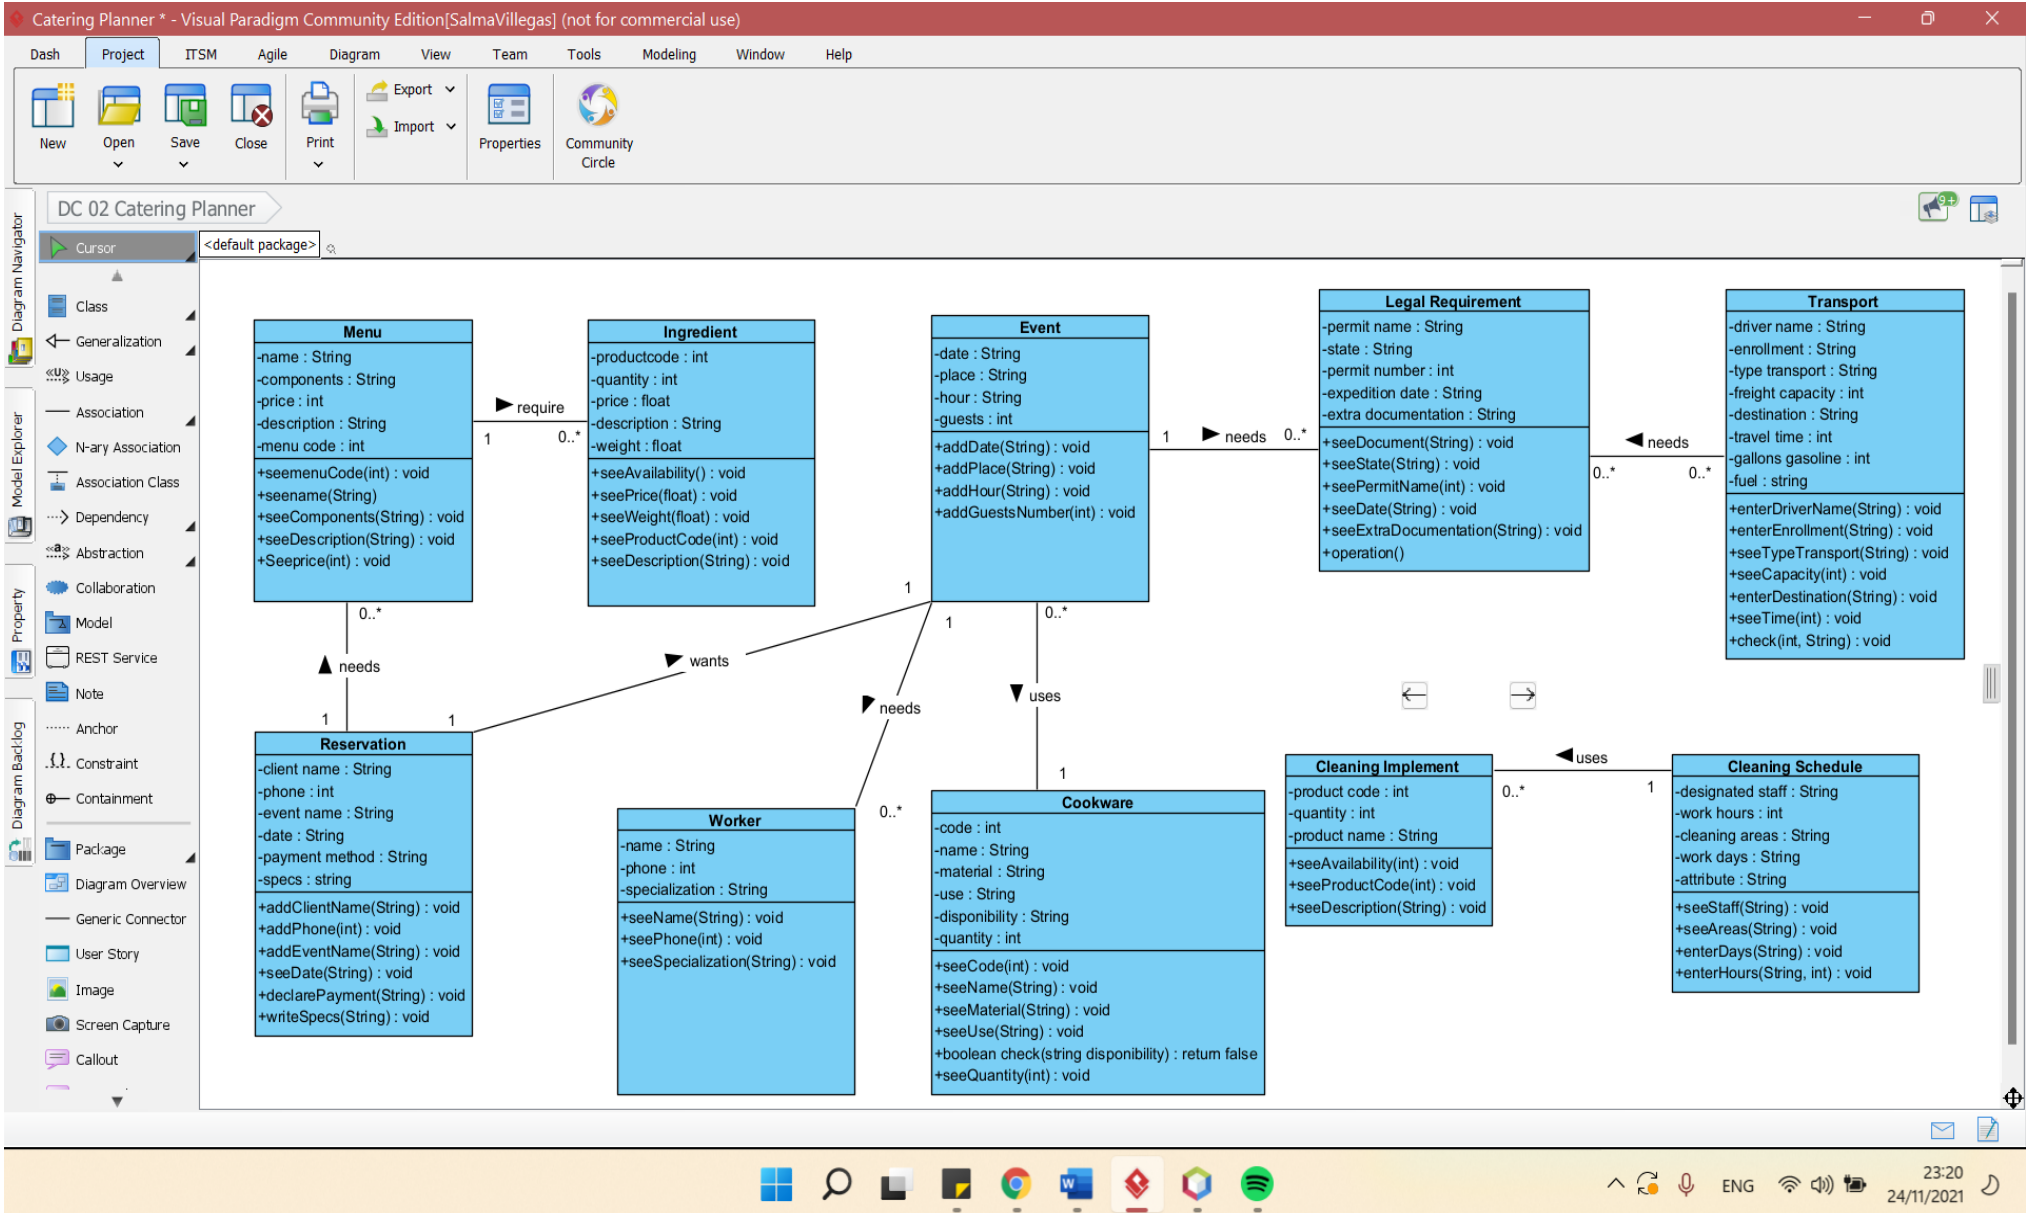 Catering Planner * - Visual Paradigm Community Edition[SalmaVillegas] (not for commercial use)
Dash Project ITSM Agile Diagram View Team Tools Modeling Window Help
New Open Save Close Print Export Import Properties Community Circle
DC 02 Catering Planner
9+
Diagram Navigator
Model Explorer
Property
Diagram Backlog
Cursor
<default package>
Class
Generalization
«U» Usage
Association
N-ary Association
Association Class
Dependency
«a» Abstraction
Collaboration
Model
REST Service
Note
Anchor
.{}. Constraint
Containment
Package
Diagram Overview
Generic Connector
User Story
Image
Screen Capture
Callout
Menu
-name : String
-components : String
-price : int
-description : String
-menu code : int
+seemenuCode(int) : void
+seename(String)
+seeComponents(String) : void
+seeDescription(String) : void
+Seeprice(int) : void
require
1 0..*
Ingredient
-productcode : int
-quantity : int
-price : float
-description : String
-weight : float
+seeAvailability() : void
+seePrice(float) : void
+seeWeight(float) : void
+seeProductCode(int) : void
+seeDescription(String) : void
Event
-date : String
-place : String
-hour : String
-guests : int
+addDate(String) : void
+addPlace(String) : void
+addHour(String) : void
+addGuestsNumber(int) : void
1 needs 0..*
Legal Requirement
-permit name : String
-state : String
-permit number : int
-expedition date : String
-extra documentation : String
+seeDocument(String) : void
+seeState(String) : void
+seePermitName(int) : void
+seeDate(String) : void
+seeExtraDocumentation(String) : void
+operation()
needs
0..* 0..*
Transport
-driver name : String
-enrollment : String
-type transport : String
-freight capacity : int
-destination : String
-travel time : int
-gallons gasoline : int
-fuel : string
+enterDriverName(String) : void
+enterEnrollment(String) : void
+seeTypeTransport(String) : void
+seeCapacity(int) : void
+enterDestination(String) : void
+seeTime(int) : void
+check(int, String) : void
0..*
needs
1
1
wants
1
1
needs
0..*
0..*
uses
1
Reservation
-client name : String
-phone : int
-event name : String
-date : String
-payment method : String
-specs : string
+addClientName(String) : void
+addPhone(int) : void
+addEventName(String) : void
+seeDate(String) : void
+declarePayment(String) : void
+writeSpecs(String) : void
Worker
-name : String
-phone : int
-specialization : String
+seeName(String) : void
+seePhone(int) : void
+seeSpecialization(String) : void
Cookware
-code : int
-name : String
-material : String
-use : String
-disponibility : String
-quantity : int
+seeCode(int) : void
+seeName(String) : void
+seeMaterial(String) : void
+seeUse(String) : void
+boolean check(string disponibility) : return false
+seeQuantity(int) : void
Cleaning Implement
-product code : int
-quantity : int
-product name : String
+seeAvailability(int) : void
+seeProductCode(int) : void
+seeDescription(String) : void
uses
0..* 1
Cleaning Schedule
-designated staff : String
-work hours : int
-cleaning areas : String
-work days : String
-attribute : String
+seeStaff(String) : void
+seeAreas(String) : void
+enterDays(String) : void
+enterHours(String, int) : void
W
ENG
23:20
24/11/2021